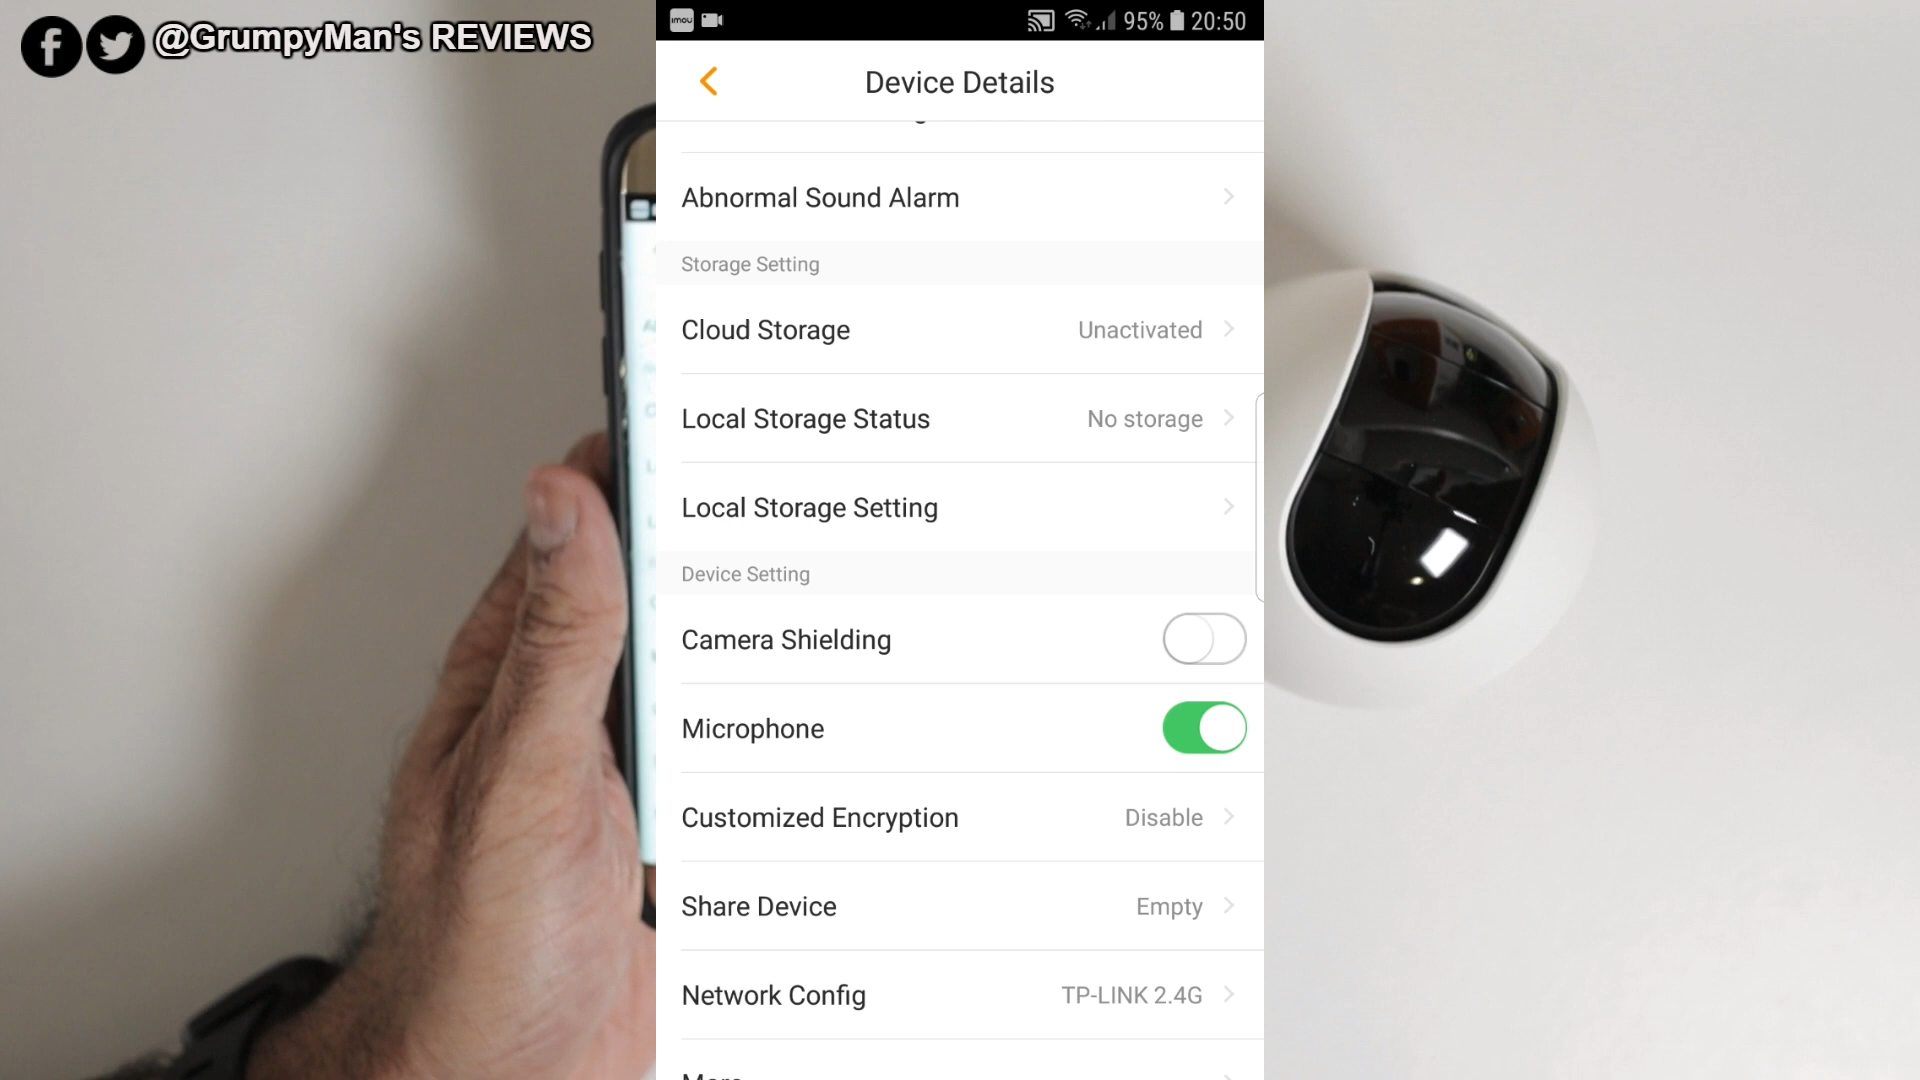 @GrumpyMan's REVIEWS
imou
95% 20:50
Device Details
Abnormal Sound Alarm
Storage Setting
Cloud Storage Unactivated
Local Storage Status No storage
Local Storage Setting
Device Setting
Camera Shielding
Microphone
Customized Encryption Disable
Share Device Empty
Network Config TP-LINK 2.4G